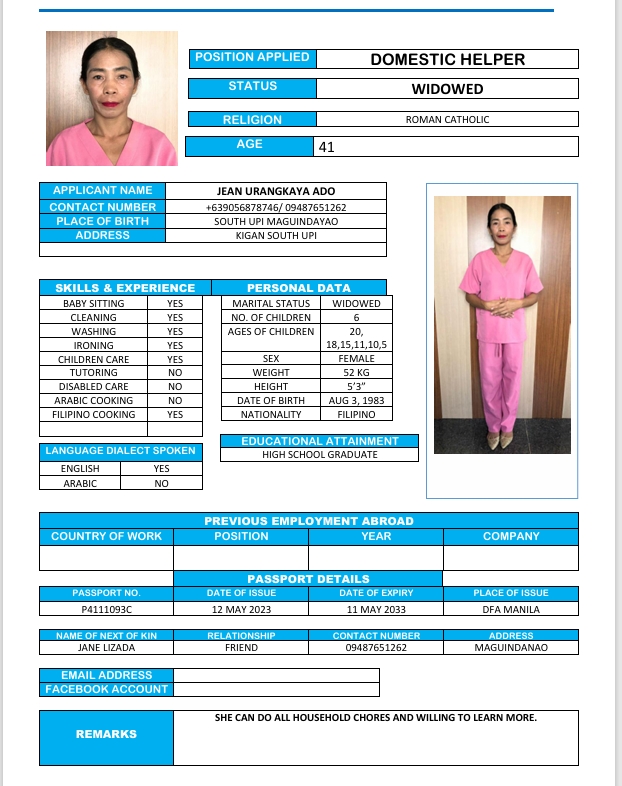 POSITION APPLIED DOMESTIC HELPER
STATUS WIDOWED
RELIGION ROMAN CATHOLIC
AGE 41
APPLICANT NAME JEAN URANGKAYA ADO
CONTACT NUMBER +639056878746/ 09487651262
PLACE OF BIRTH SOUTH UPI MAGUINDAYAO
ADDRESS KIGAN SOUTH UPI
SKILLS & EXPERIENCE
BABY SITTING YES
CLEANING YES
WASHING YES
IRONING YES
CHILDREN CARE YES
TUTORING NO
DISABLED CARE NO
ARABIC COOKING NO
FILIPINO COOKING YES
LANGUAGE DIALECT SPOKEN
ENGLISH YES
ARABIC NO
PERSONAL DATA
MARITAL STATUS WIDOWED
NO. OF CHILDREN 6
AGES OF CHILDREN 20,
18,15,11,10,5
SEX FEMALE
WEIGHT 52 KG
HEIGHT 5’3”
DATE OF BIRTH AUG 3, 1983
NATIONALITY FILIPINO
EDUCATIONAL ATTAINMENT
HIGH SCHOOL GRADUATE
PREVIOUS EMPLOYMENT ABROAD
COUNTRY OF WORK POSITION YEAR COMPANY
PASSPORT DETAILS
PASSPORT NO. DATE OF ISSUE DATE OF EXPIRY PLACE OF ISSUE
P4111093C 12 MAY 2023 11 MAY 2033 DFA MANILA
NAME OF NEXT OF KIN RELATIONSHIP CONTACT NUMBER ADDRESS
JANE LIZADA FRIEND 09487651262 MAGUINDANAO
EMAIL ADDRESS
FACEBOOK ACCOUNT
REMARKS SHE CAN DO ALL HOUSEHOLD CHORES AND WILLING TO LEARN MORE.